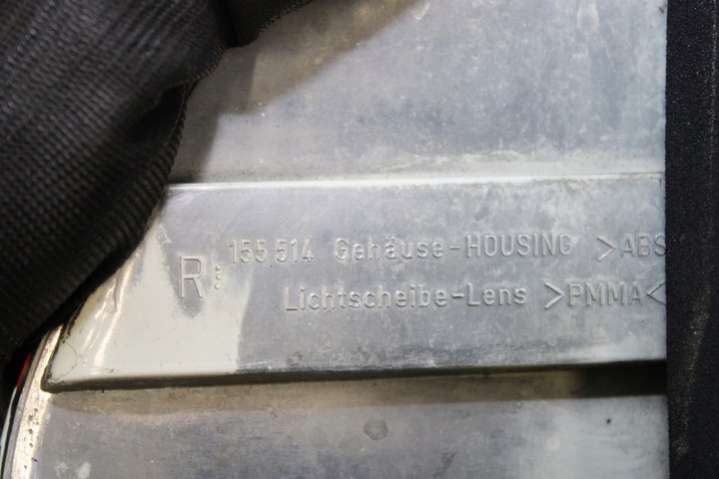 R 155 514 Gehäuse-HOUSING >ABS
Lichtscheibe-Lens >PMMA<